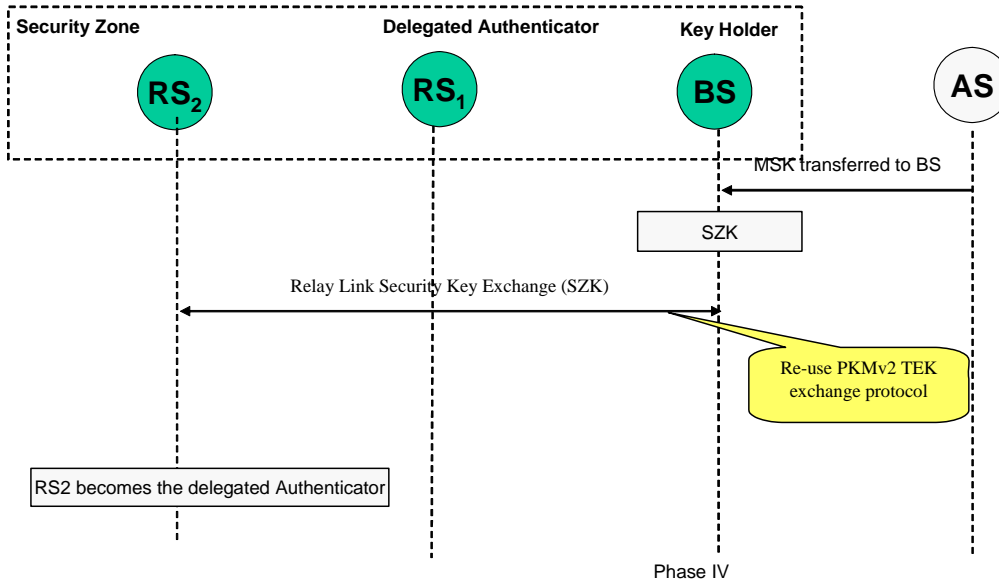 Security Zone
Delegated Authenticator
Key Holder
RS2
RS1
BS
AS
MSK transferred to BS
SZK
Relay Link Security Key Exchange (SZK)
Re-use PKMv2 TEK
exchange protocol
RS2 becomes the delegated Authenticator
Phase IV